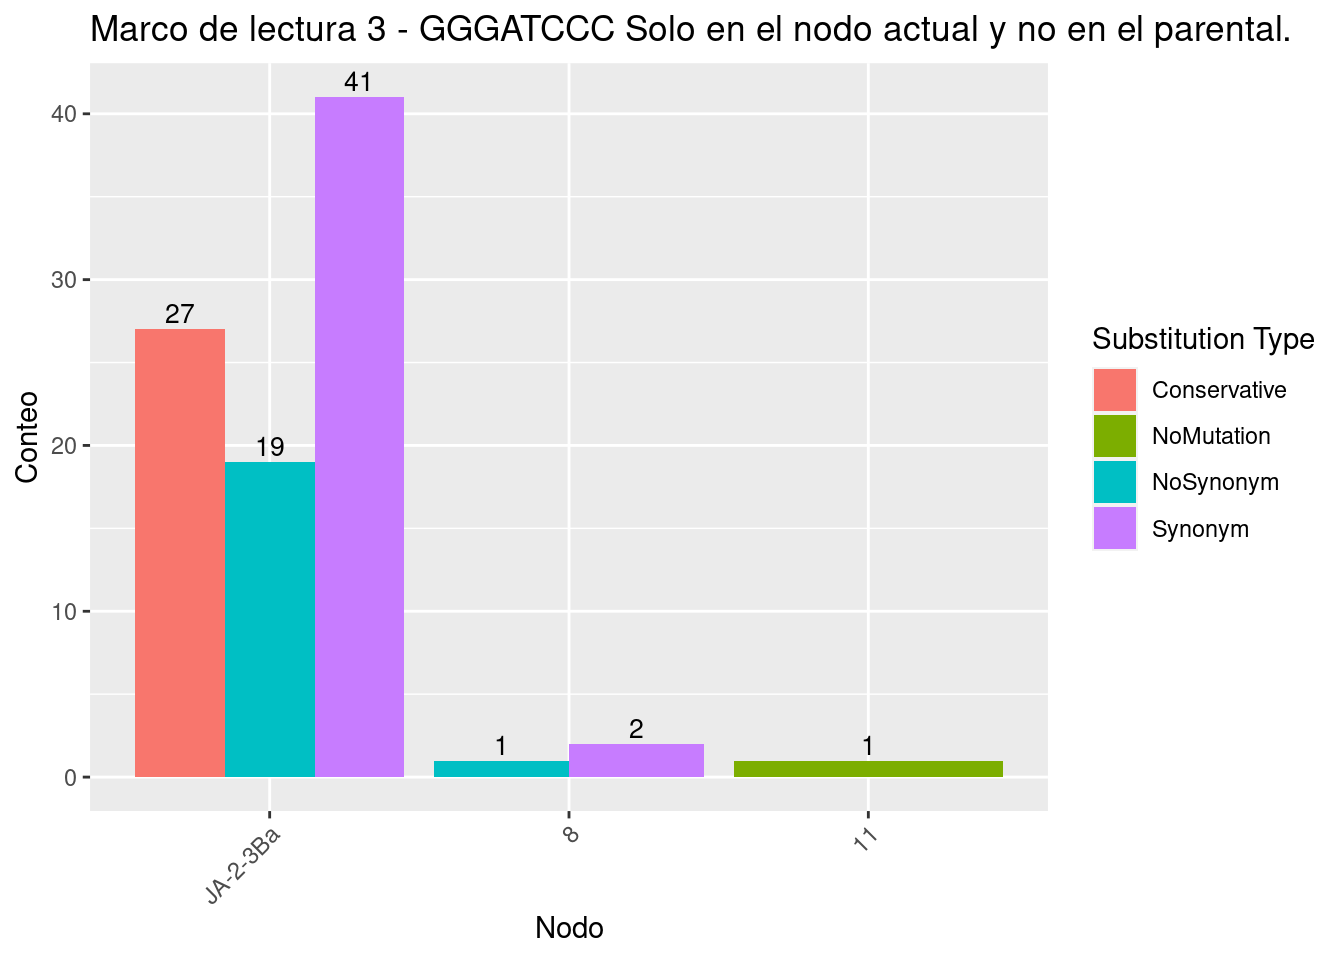 Marco de lectura 3 - GGGATCCC Solo en el nodo actual y no en el parental.
41
40
27
30
19
20
10
2
1
1
0
Conteo
JA-2-3Ba
8
11
Nodo
Substitution Type
Conservative
NoMutation
NoSynonym
Synonym